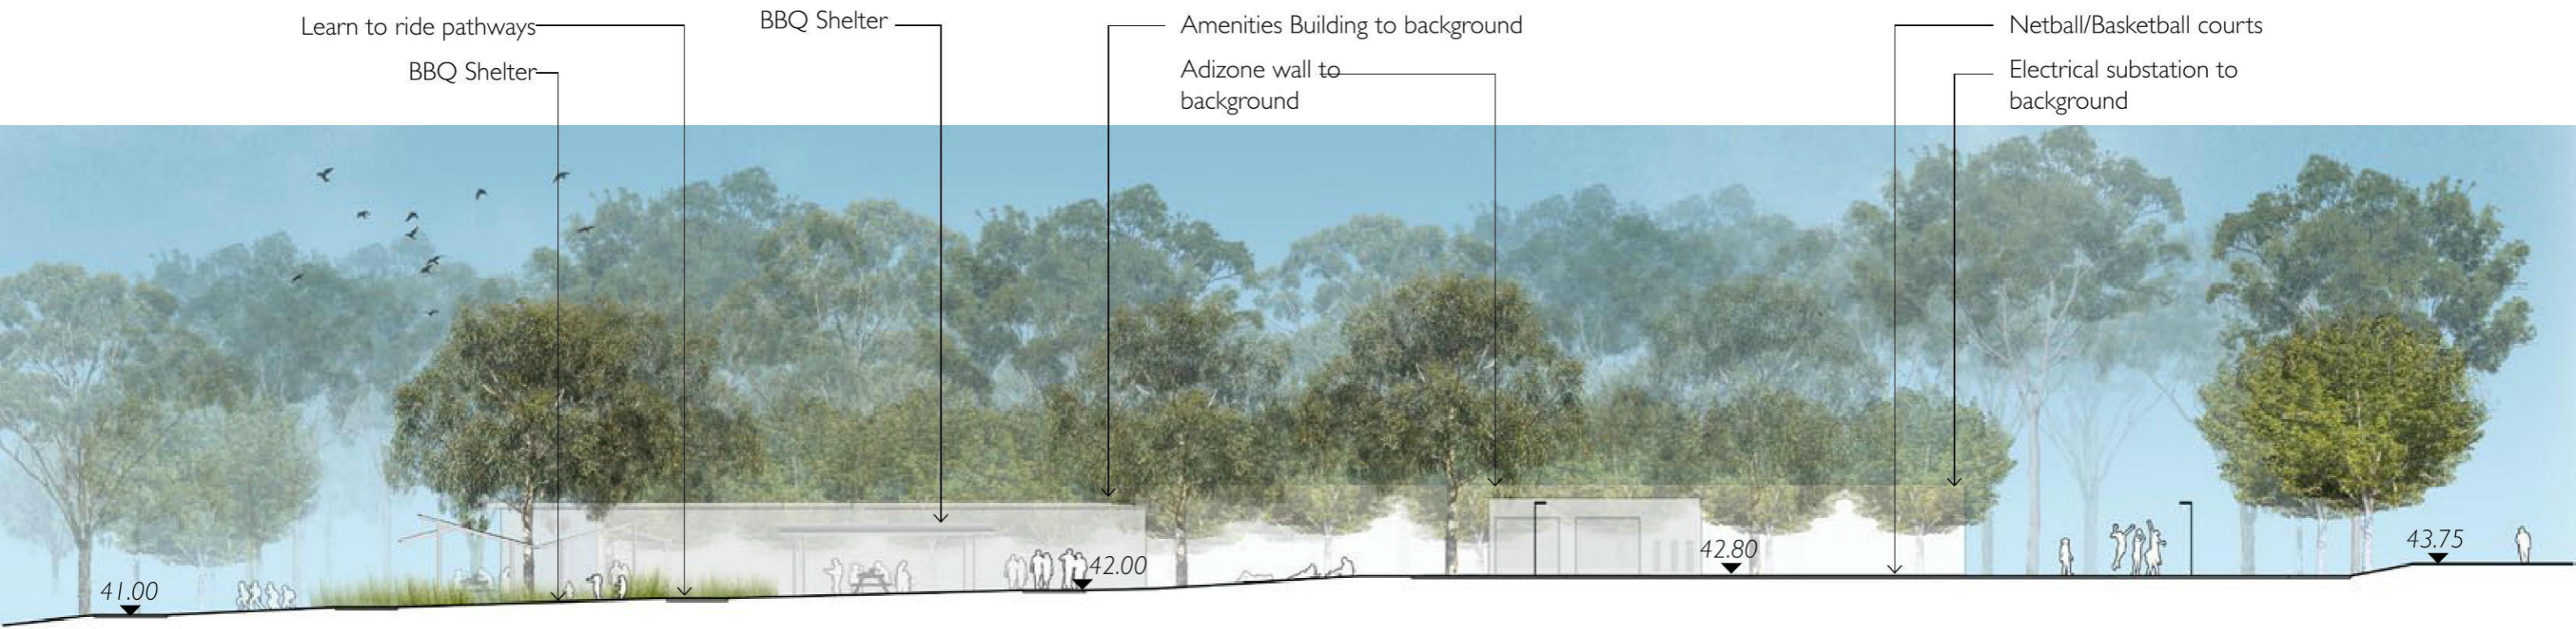 Learn to ride pathways
BBQ Shelter
BBQ Shelter
Amenities Building to background
Adizone wall to
background
Netball/Basketball courts
Electrical substation to
background
41.00
42.00
42.80
43.75